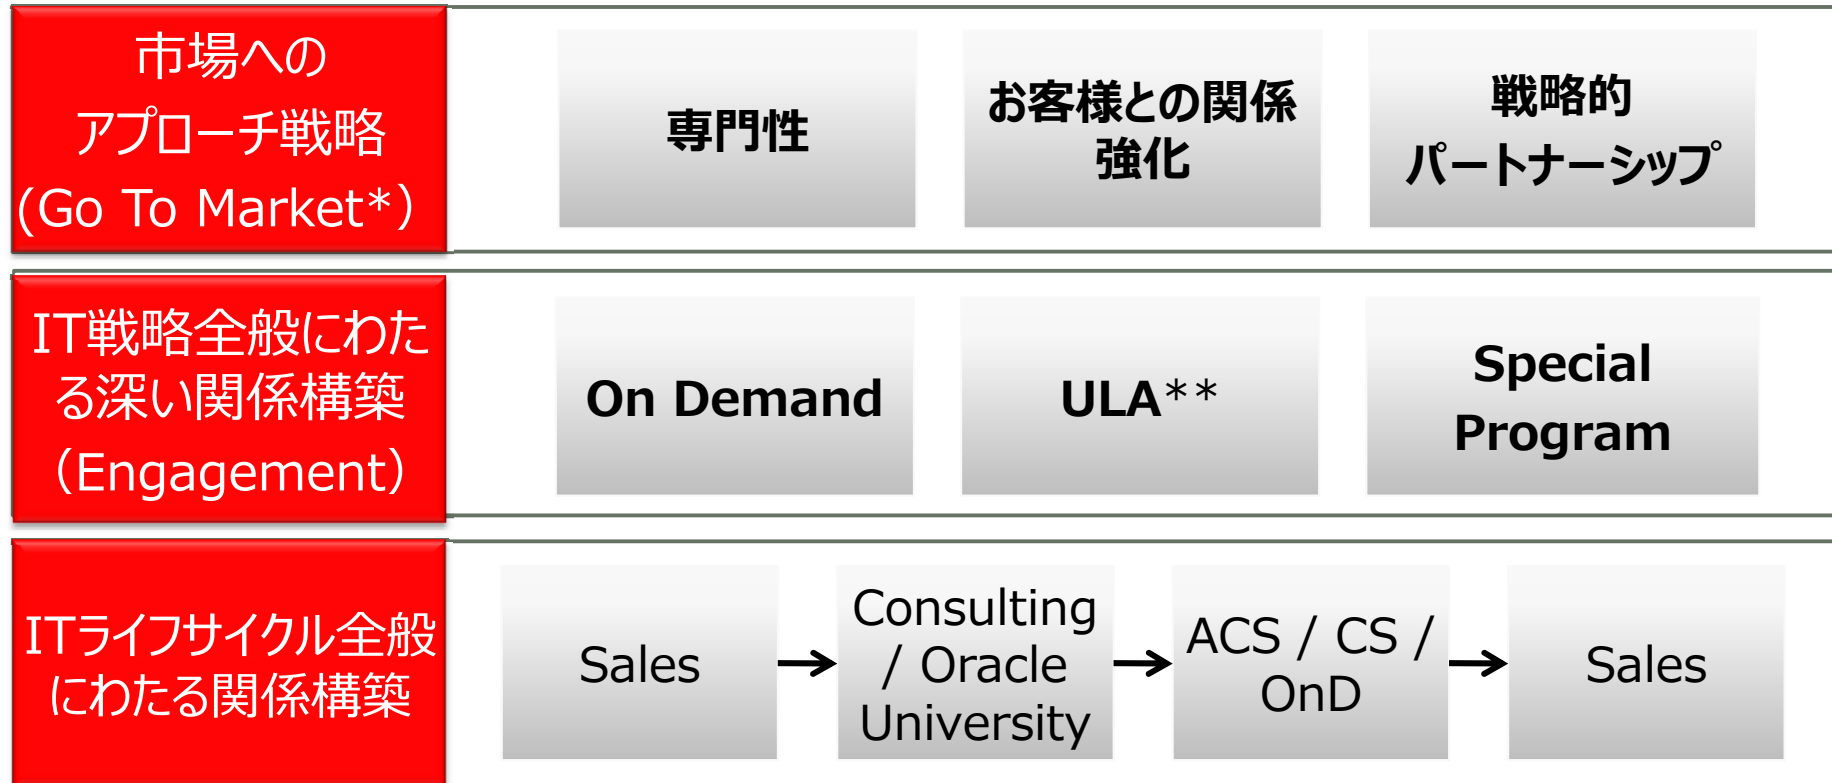 市場への
アプローチ戦略
(Go To Market*）
専門性
お客様との関係
強化
戦略的
パートナーシップ
IT戦略全般にわた
る深い関係構築
（Engagement）
On Demand
ULA**
Special
Program
ITライフサイクル全般
にわたる関係構築
Sales
Consulting
/ Oracle
University
ACS / CS /
OnD
Sales